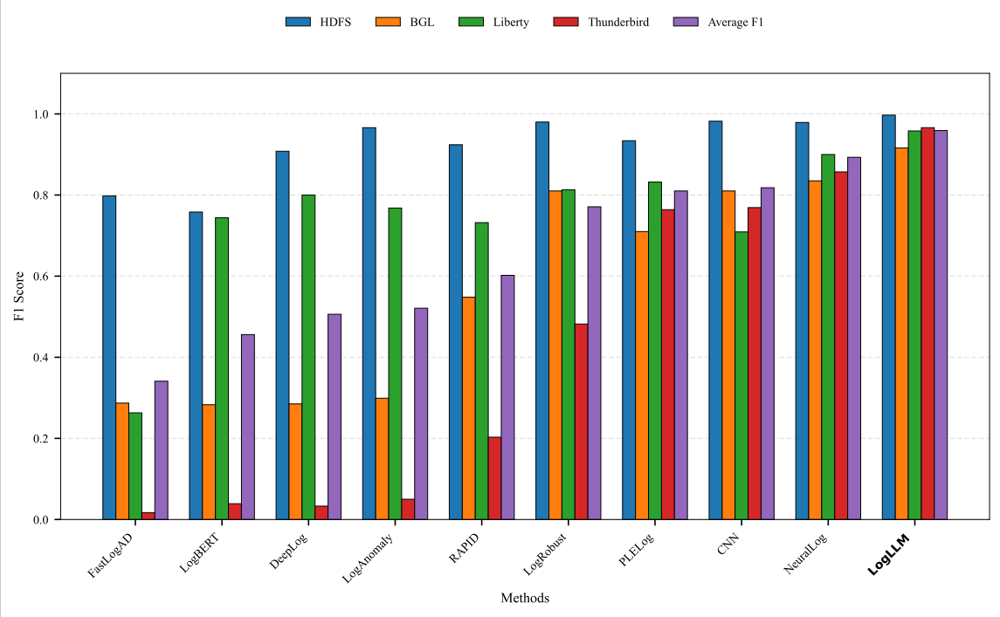 HDFS BGL Liberty Thunderbird Average F1
1.0
0.8
0.6
0.4
0.2
0.0
F1 Score
FastLogAD LogBERT DeepLog LogAnomaly RAPID LogRobust PLELog CNN NeuralLog LogLLM
Methods